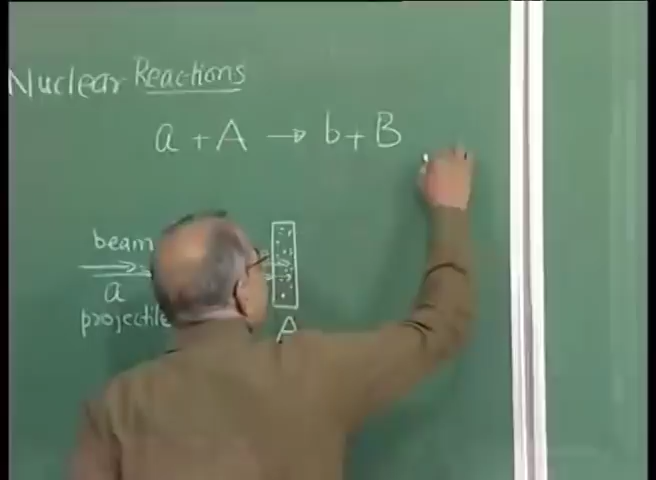 Nuclear Reactions
a + A → b + B
beam
a
projectile
A